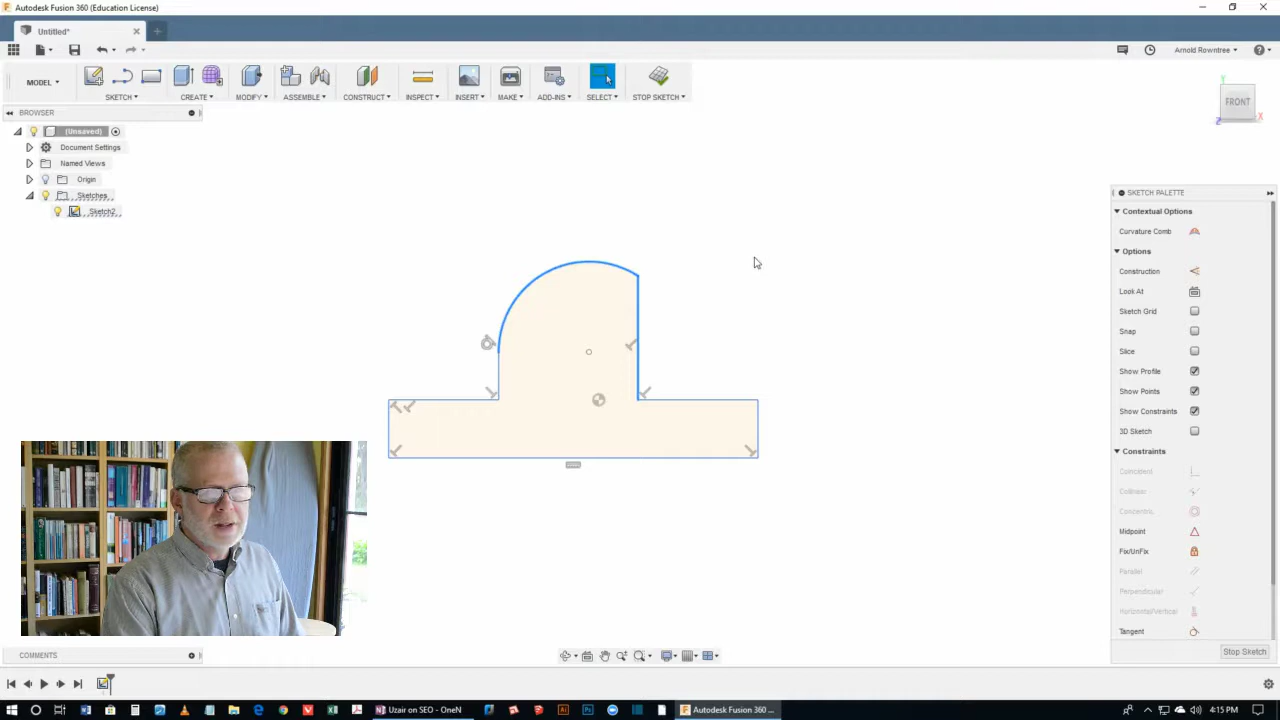 Autodesk Fusion 360 (Education License)
Untitled*
Arnold Rowntree
MODEL
SKETCH
CREATE
MODIFY
ASSEMBLE
CONSTRUCT
INSPECT
INSERT
MAKE
ADD-INS
SELECT
STOP SKETCH
BROWSER
(Unsaved)
Document Settings
Named Views
Origin
Sketches
Sketch2
Y
FRONT
Z
X
SKETCH PALETTE
Contextual Options
Curvature Comb
Options
Construction
Look At
Sketch Grid
Snap
Slice
Show Profile
Show Points
Show Constraints
3D Sketch
Constraints
Coincident
Collinear
Concentric
Midpoint
Fix/UnFix
Parallel
Perpendicular
Horizontal/Vertical
Tangent
Stop Sketch
COMMENTS
Uzair on SEO - OneN
Autodesk Fusion 360 ...
4:15 PM